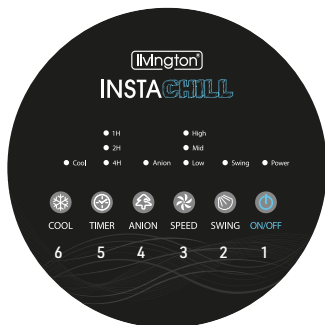 livington®
INSTACHILL
1H High
2H Mid
Cool 4H Anion Low Swing Power
COOL TIMER ANION SPEED SWING ON/OFF
6 5 4 3 2 1